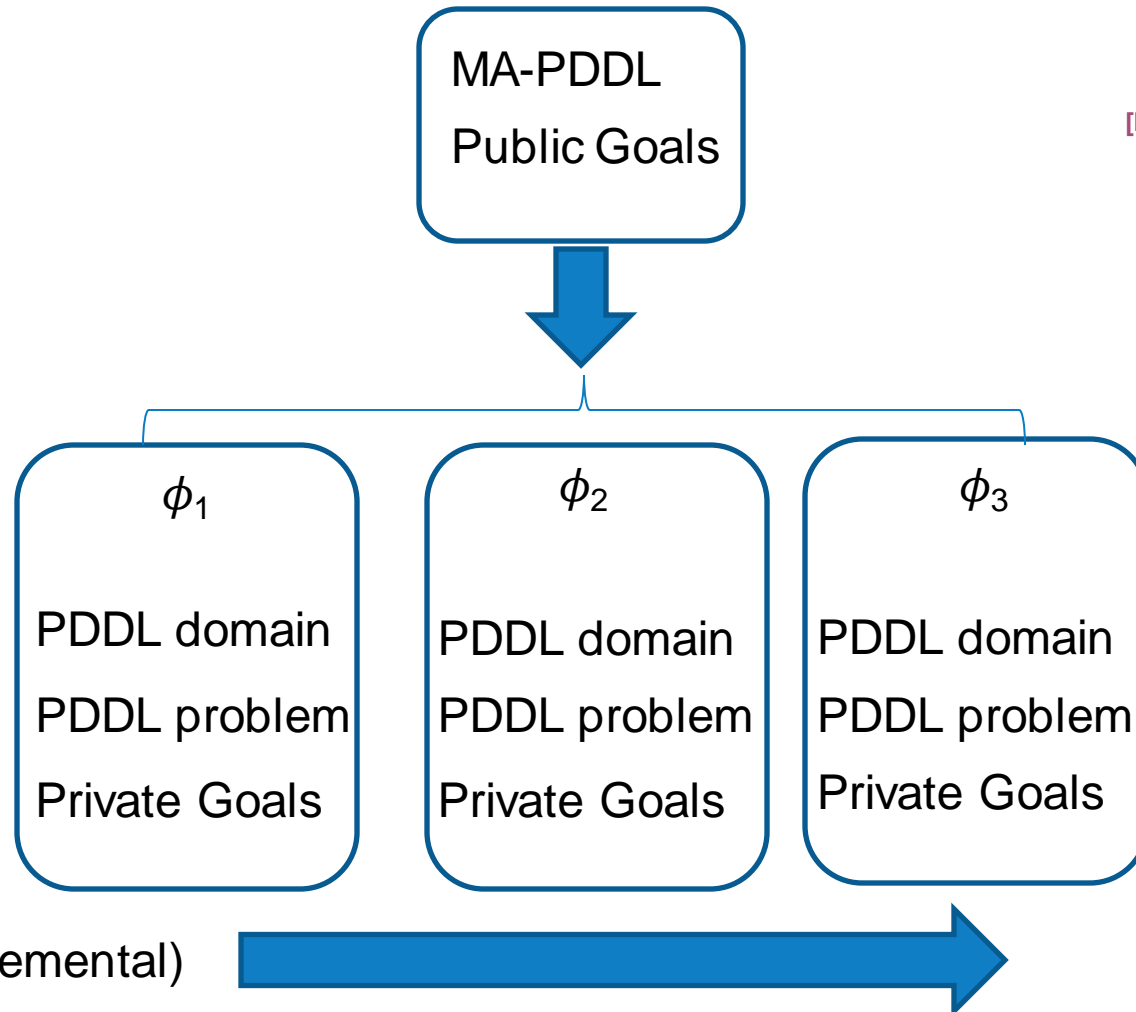 MA-PDDL
Public Goals
ϕ₁
PDDL domain
PDDL problem
Private Goals
ϕ₂
PDDL domain
PDDL problem
Private Goals
ϕ₃
PDDL domain
PDDL problem
Private Goals
emental)